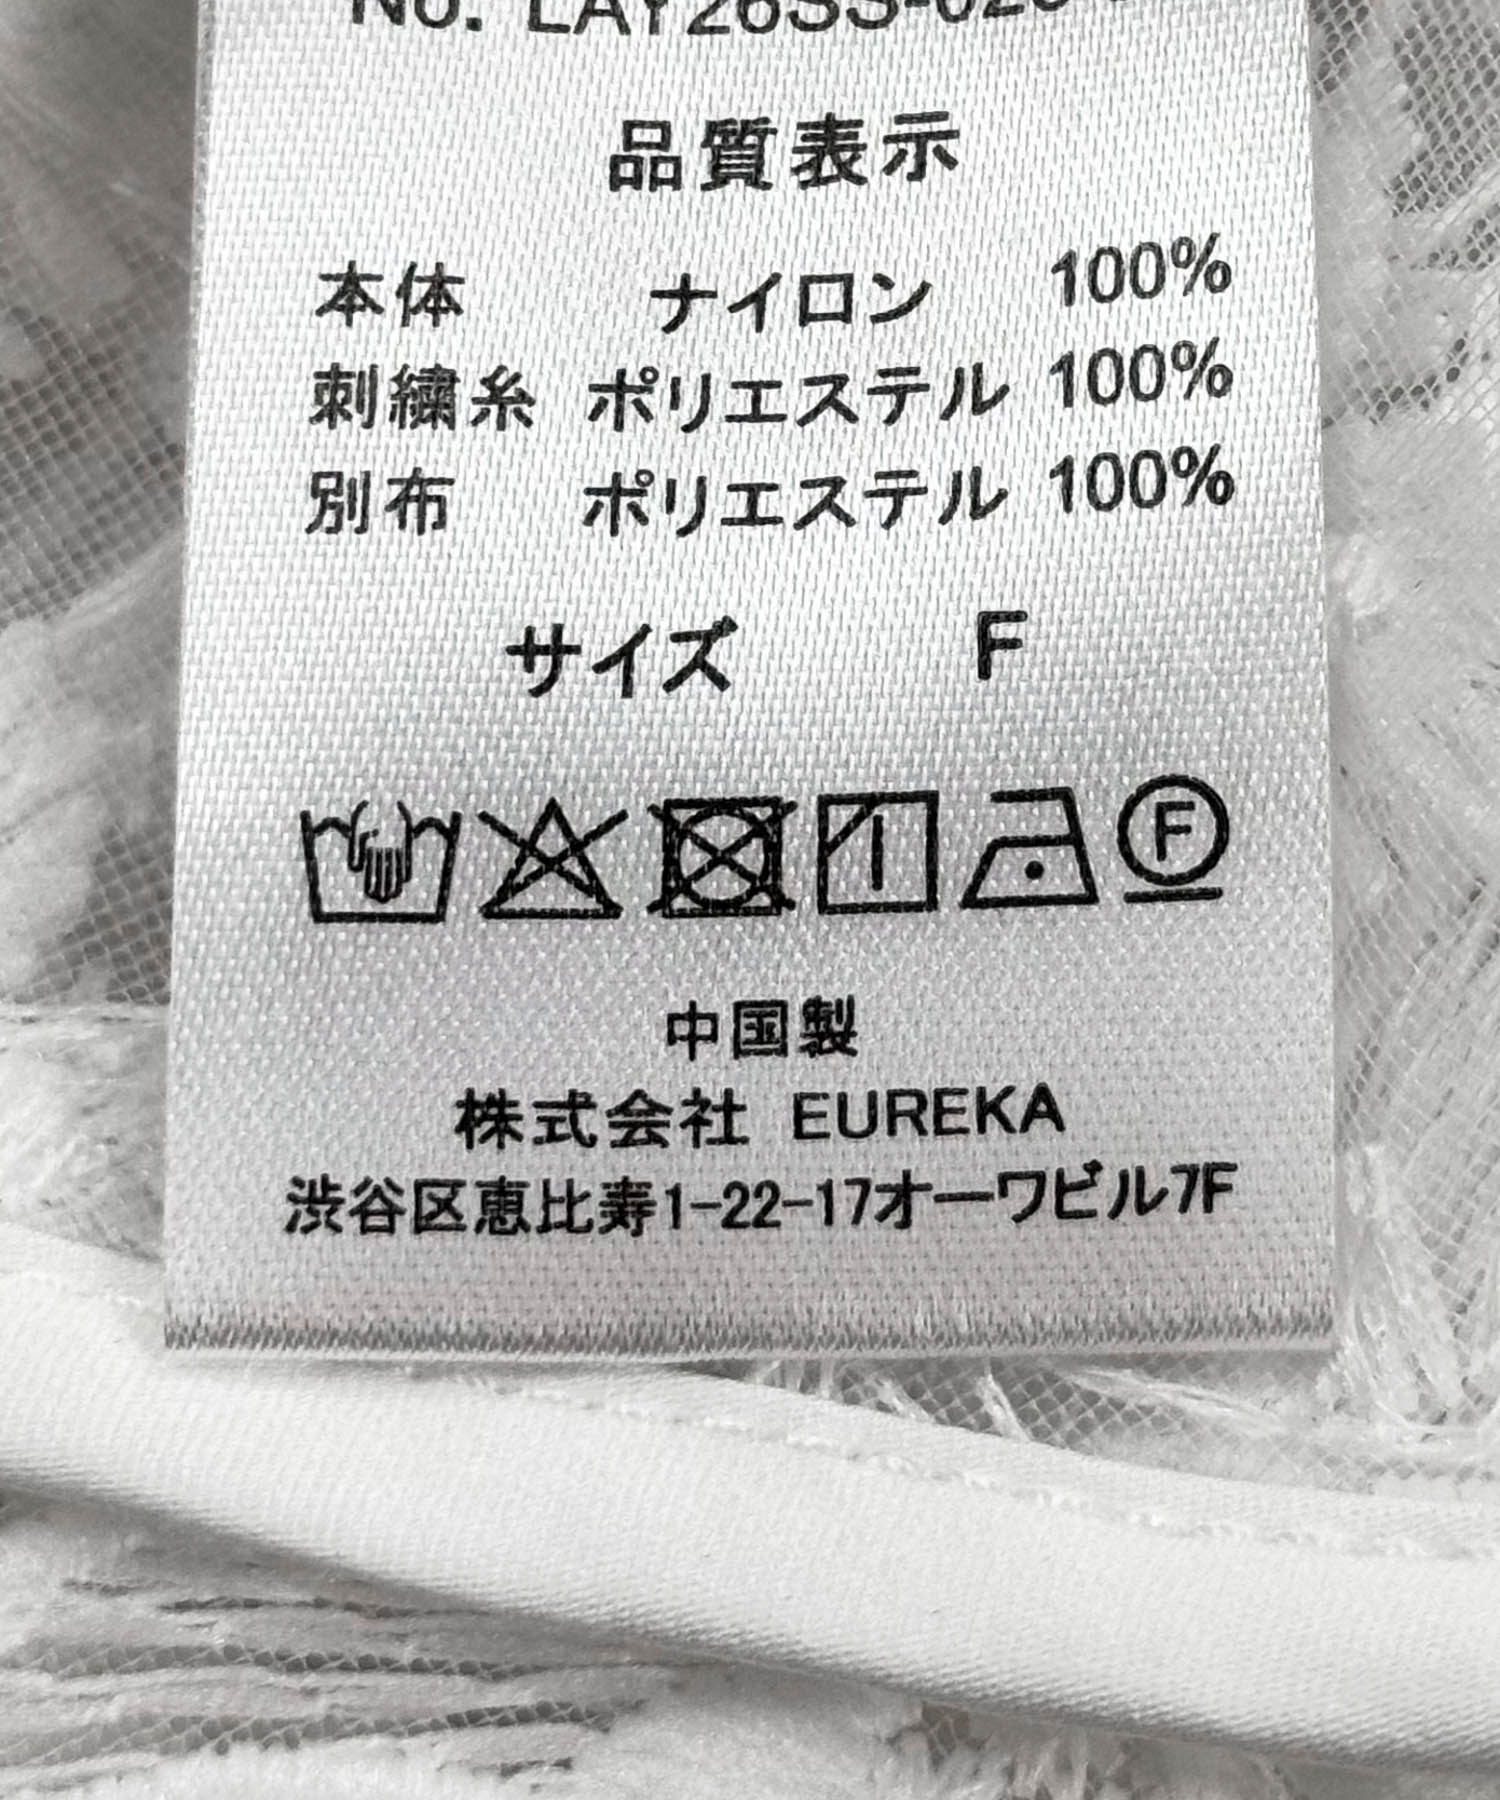 No. LAY26SS-020
品質表示
本体 ナイロン 100%
刺繍糸 ポリエステル 100%
別布 ポリエステル 100%
サイズ F
F
中国製
株式会社 EUREKA
渋谷区恵比寿1-22-17オーワビル7F